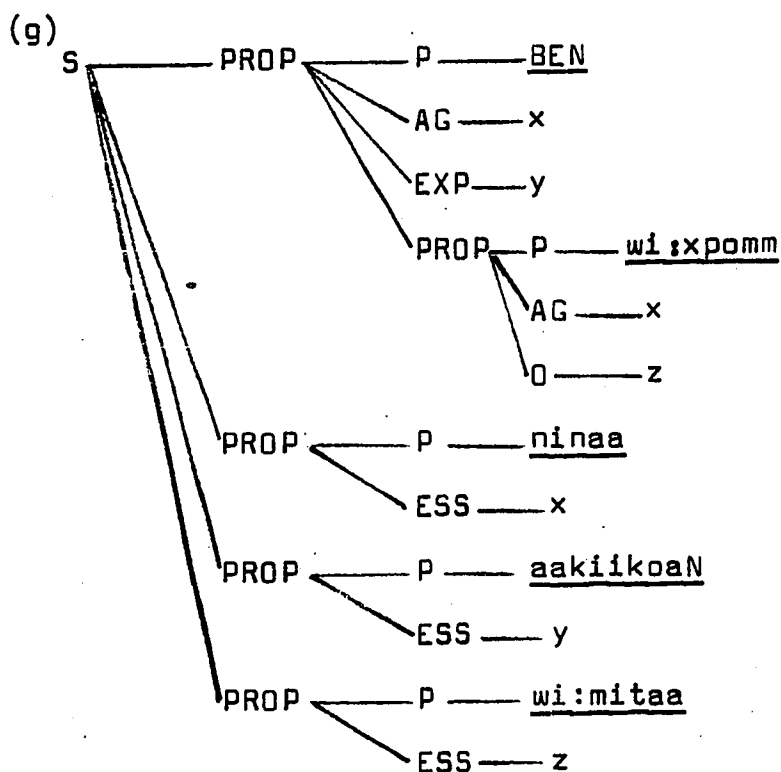 (g)
S PROP P BEN
AG x
EXP y
PROP P wi:xpomm
AG x
O z
PROP P ninaa
ESS x
PROP P aakiikoaN
ESS y
PROP P wi:mitaa
ESS z